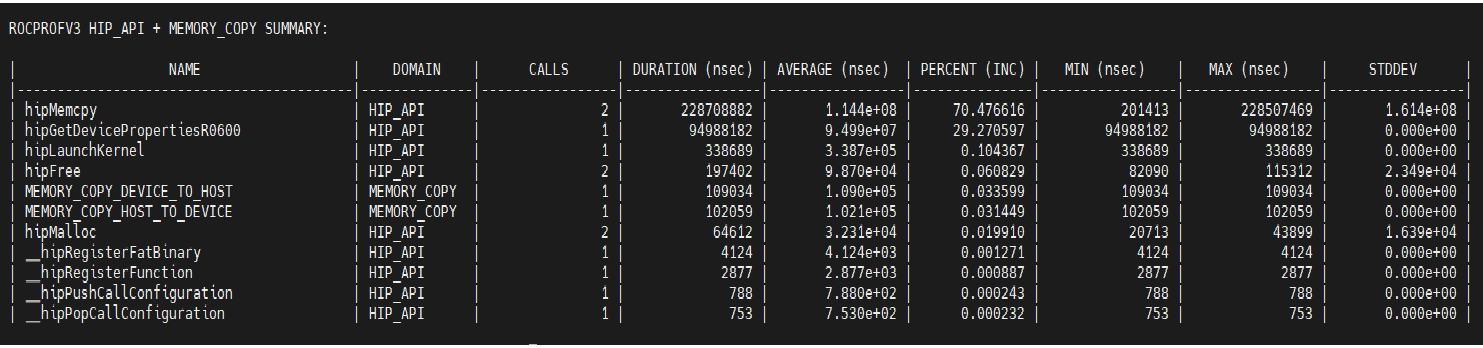 ROCPROFV3 HIP_API + MEMORY_COPY SUMMARY:
| NAME | DOMAIN | CALLS | DURATION (nsec) | AVERAGE (nsec) | PERCENT (INC) | MIN (nsec) | MAX (nsec) | STDDEV |
| hipMemcpy | HIP_API | 2 | 228708882 | 1.144e+08 | 70.476616 | 201413 | 228507469 | 1.614e+08 |
| hipGetDevicePropertiesR0600 | HIP_API | 1 | 94988182 | 9.499e+07 | 29.270597 | 94988182 | 94988182 | 0.000e+00 |
| hipLaunchKernel | HIP_API | 1 | 338689 | 3.387e+05 | 0.104367 | 338689 | 338689 | 0.000e+00 |
| hipFree | HIP_API | 2 | 197402 | 9.870e+04 | 0.060829 | 82090 | 115312 | 2.349e+04 |
| MEMORY_COPY_DEVICE_TO_HOST | MEMORY_COPY | 1 | 109034 | 1.090e+05 | 0.033599 | 109034 | 109034 | 0.000e+00 |
| MEMORY_COPY_HOST_TO_DEVICE | MEMORY_COPY | 1 | 102059 | 1.021e+05 | 0.031449 | 102059 | 102059 | 0.000e+00 |
| hipMalloc | HIP_API | 2 | 64612 | 3.231e+04 | 0.019910 | 20713 | 43899 | 1.639e+04 |
| __hipRegisterFatBinary | HIP_API | 1 | 4124 | 4.124e+03 | 0.001271 | 4124 | 4124 | 0.000e+00 |
| __hipRegisterFunction | HIP_API | 1 | 2877 | 2.877e+03 | 0.000887 | 2877 | 2877 | 0.000e+00 |
| __hipPushCallConfiguration | HIP_API | 1 | 788 | 7.880e+02 | 0.000243 | 788 | 788 | 0.000e+00 |
| __hipPopCallConfiguration | HIP_API | 1 | 753 | 7.530e+02 | 0.000232 | 753 | 753 | 0.000e+00 |